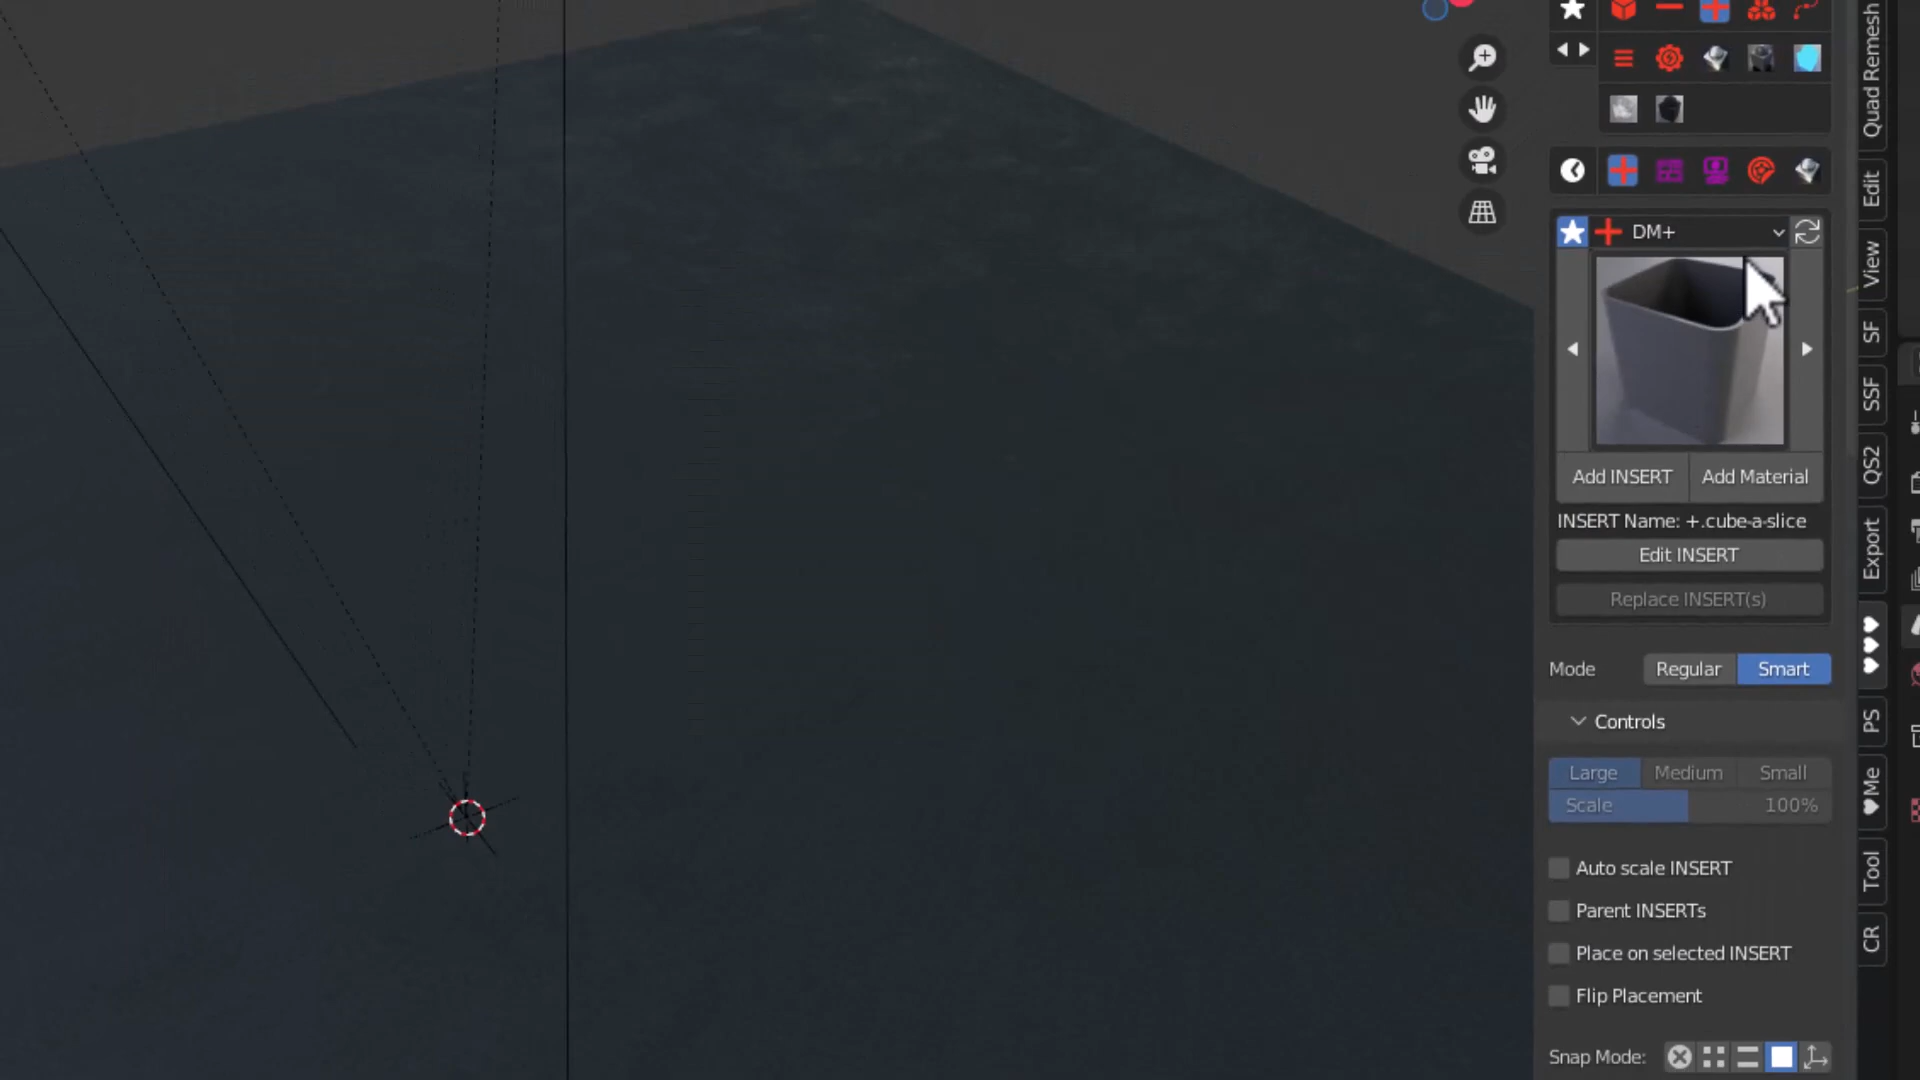 DM+
Add INSERT Add Material
INSERT Name: +.cube-a-slice
Edit INSERT
Replace INSERT(s)
Mode Regular Smart
Controls
Large Medium Small
Scale 100%
Auto scale INSERT
Parent INSERTs
Place on selected INSERT
Flip Placement
Snap Mode:
Quad Remesh
Edit
View
SF
SSF
QS2
Export
PS
♥Me
Tool
CR